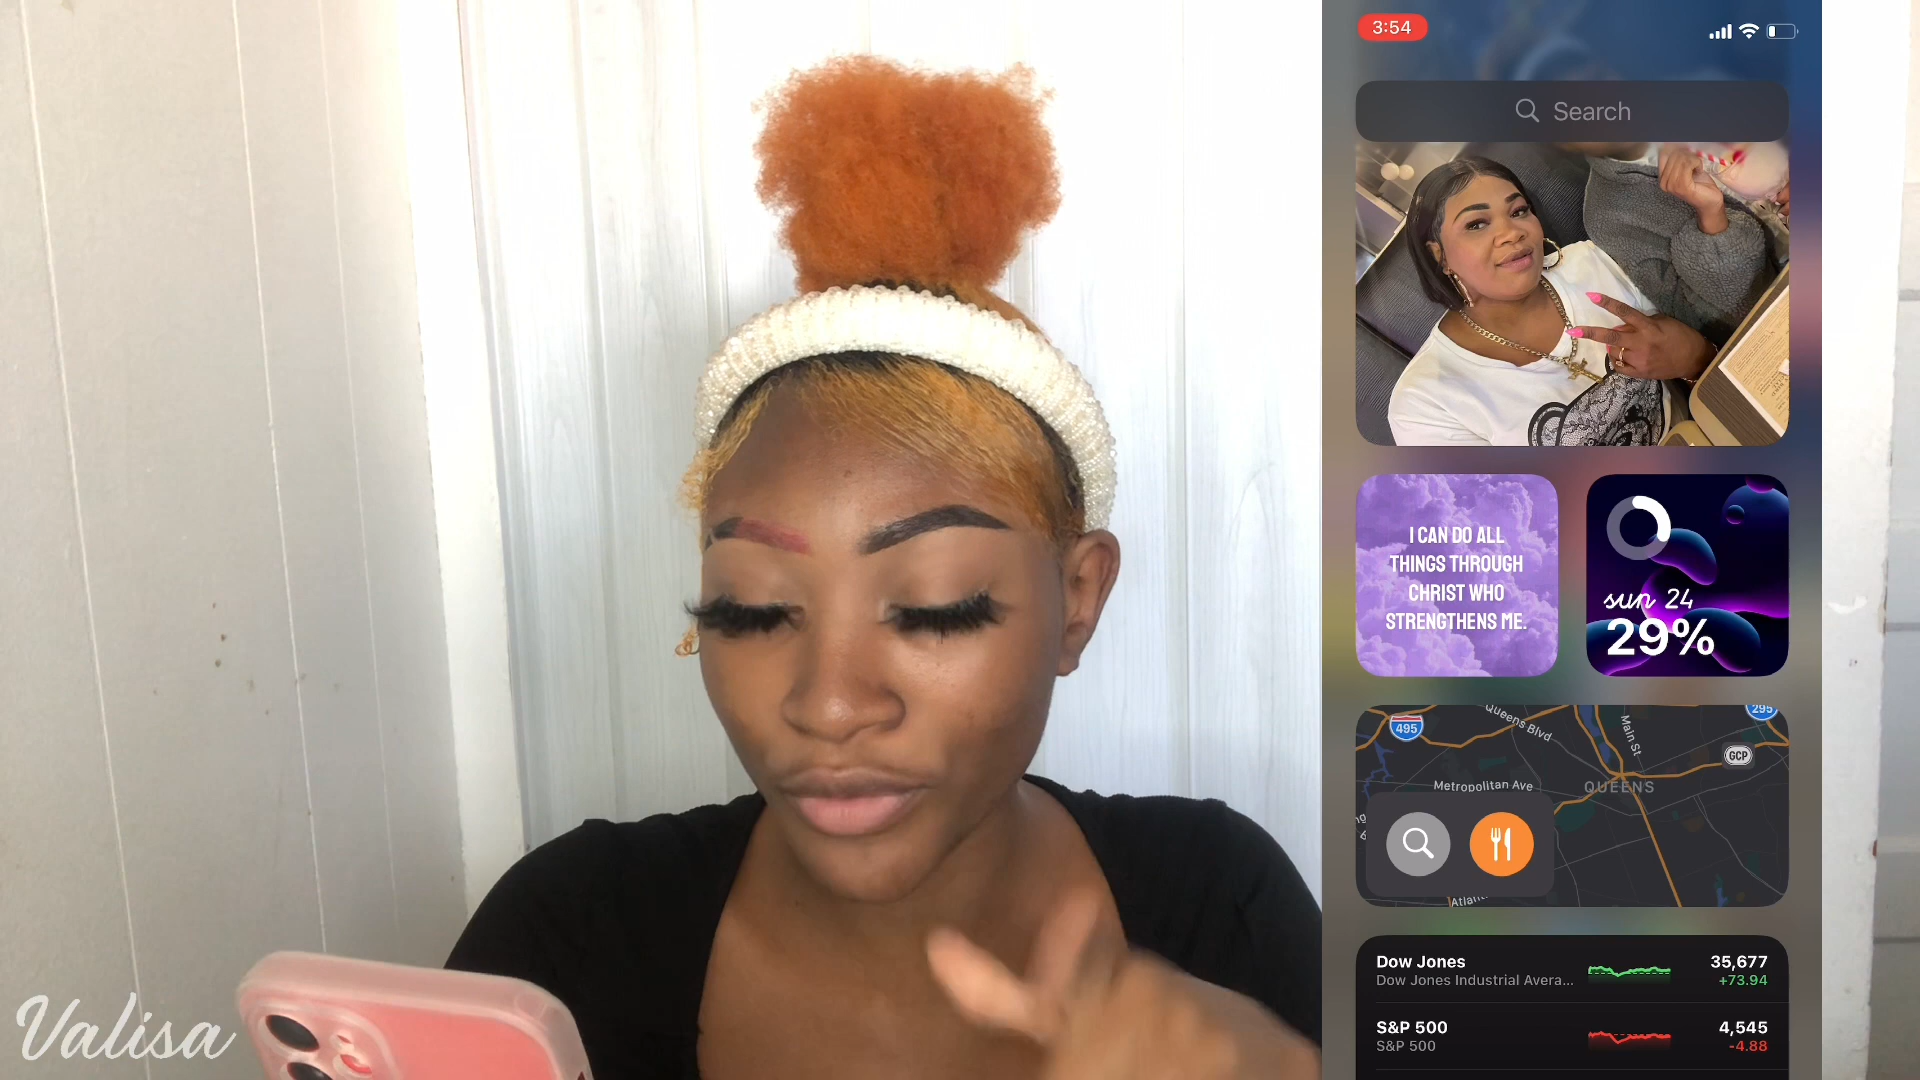 3:54
Search
I CAN DO ALL
THINGS THROUGH
CHRIST WHO
STRENGTHENS ME.
sun 24
29%
495
Queens Blvd
Main St
295
GCP
Metropolitan Ave
QUEENS
Dow Jones
35,677
Dow Jones Industrial Avera...
+73.94
S&P 500
4,545
S&P 500
-4.88
Valisa